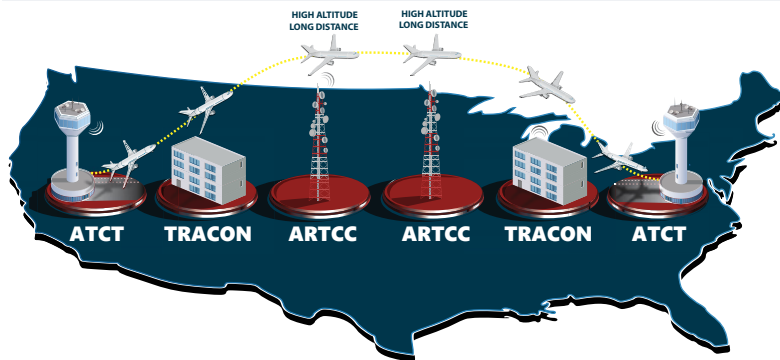 HIGH ALTITUDE
LONG DISTANCE
HIGH ALTITUDE
LONG DISTANCE
ATCT
TRACON
ARTCC
ARTCC
TRACON
ATCT